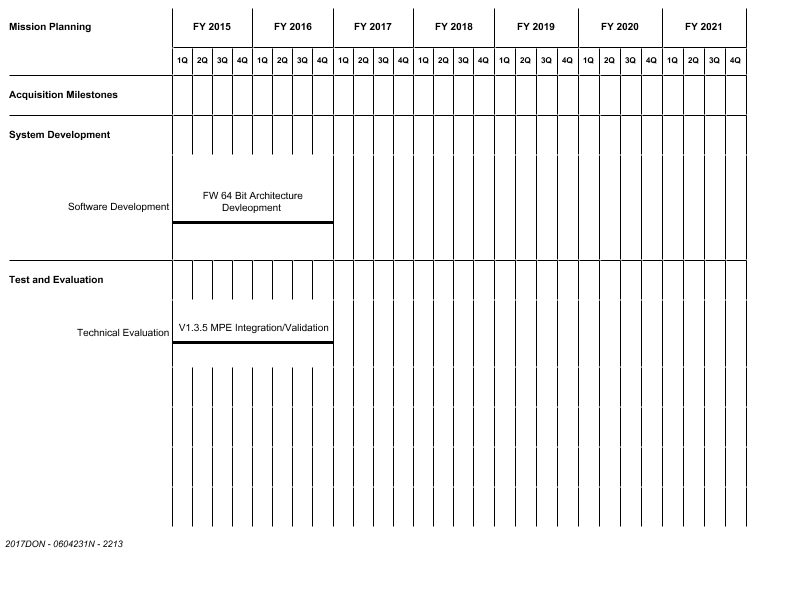 Mission Planning FY 2015 FY 2016 FY 2017 FY 2018 FY 2019 FY 2020 FY 2021
1Q 2Q 3Q 4Q 1Q 2Q 3Q 4Q 1Q 2Q 3Q 4Q 1Q 2Q 3Q 4Q 1Q 2Q 3Q 4Q 1Q 2Q 3Q 4Q 1Q 2Q 3Q 4Q
Acquisition Milestones
System Development
FW 64 Bit Architecture
Devleopment
Software Development
Test and Evaluation
V1.3.5 MPE Integration/Validation
Technical Evaluation
2017DON - 0604231N - 2213